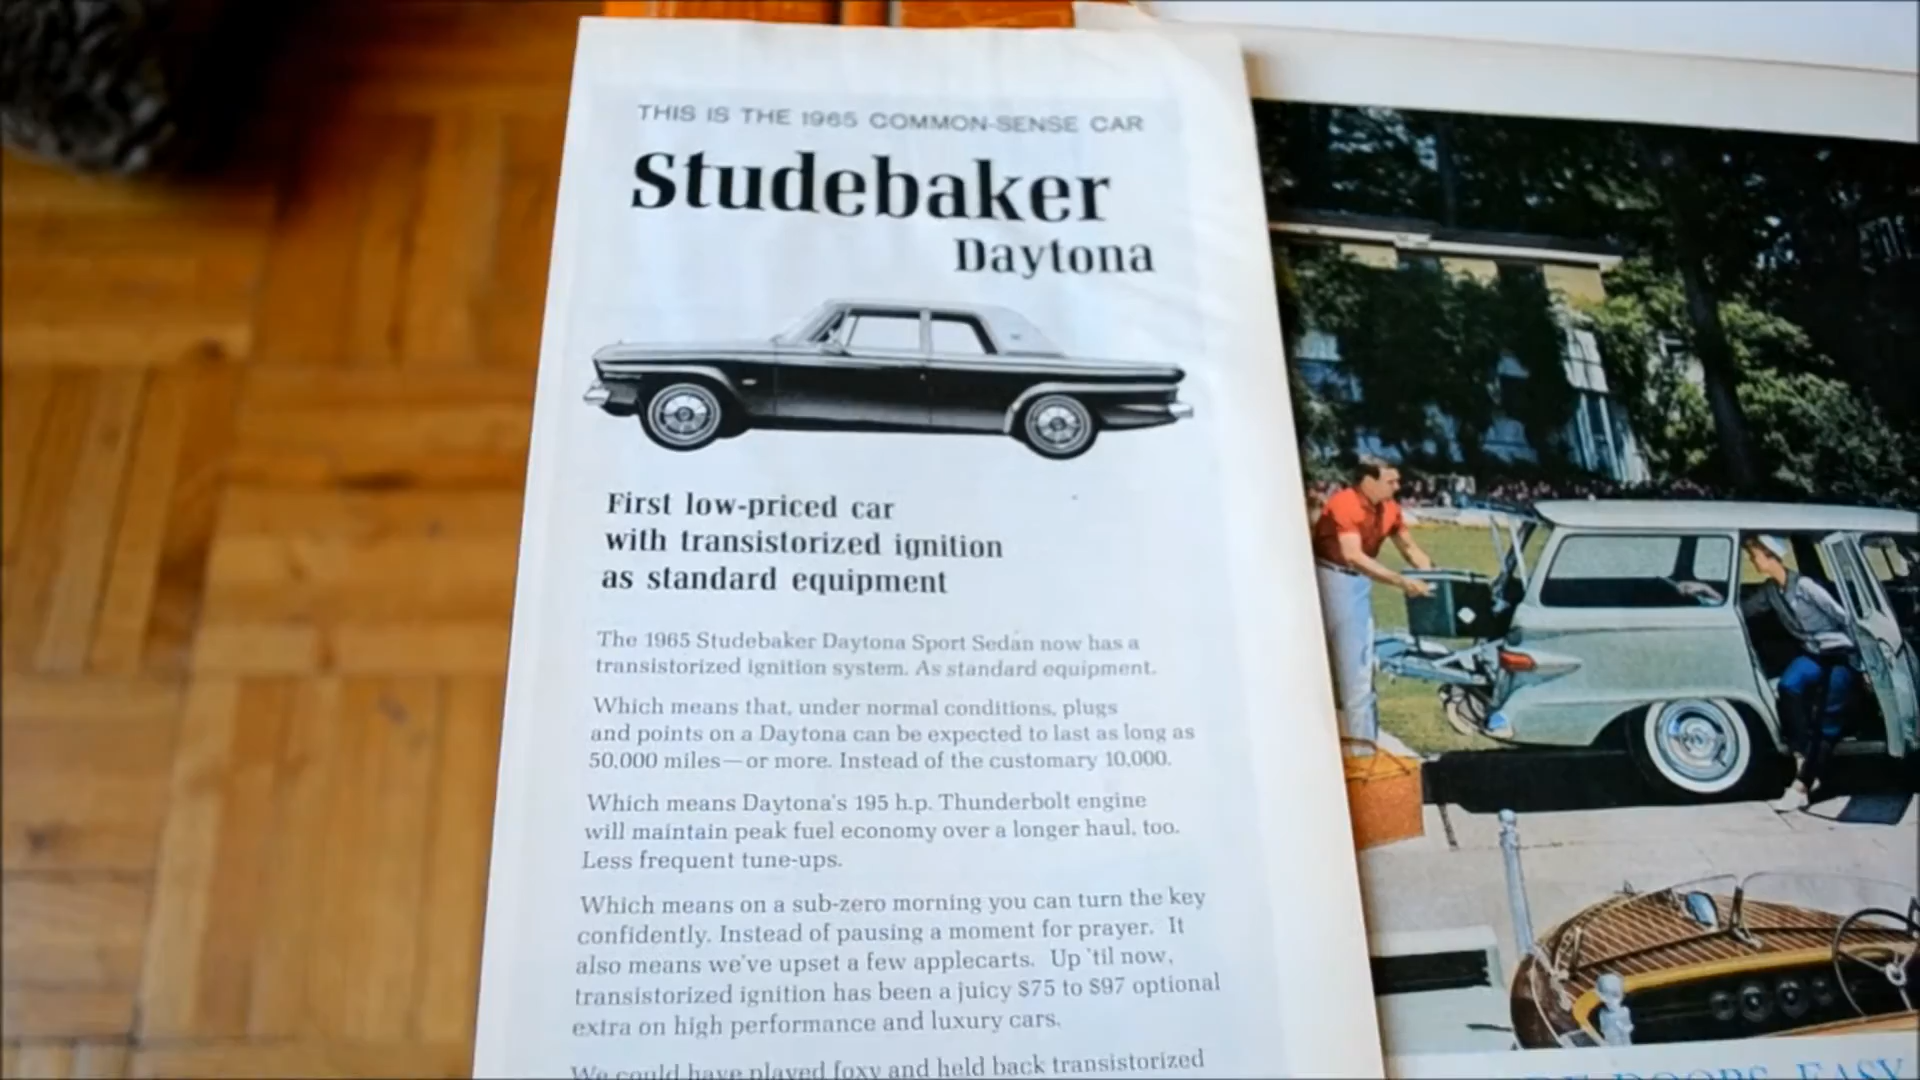 THIS IS THE 1965 COMMON-SENSE CAR
Studebaker
Daytona
First low-priced car
with transistorized ignition
as standard equipment
The 1965 Studebaker Daytona Sport Sedan now has a
transistorized ignition system. As standard equipment.
Which means that, under normal conditions, plugs
and points on a Daytona can be expected to last as long as
50,000 miles—or more. Instead of the customary 10,000.
Which means Daytona's 195 h.p. Thunderbolt engine
will maintain peak fuel economy over a longer haul, too.
Less frequent tune-ups.
Which means on a sub-zero morning you can turn the key
confidently. Instead of pausing a moment for prayer. It
also means we've upset a few applecarts. Up 'til now,
transistorized ignition has been a juicy $75 to $97 optional
extra on high performance and luxury cars.
We could have played foxy and held back transistorized
DOORS, EASY